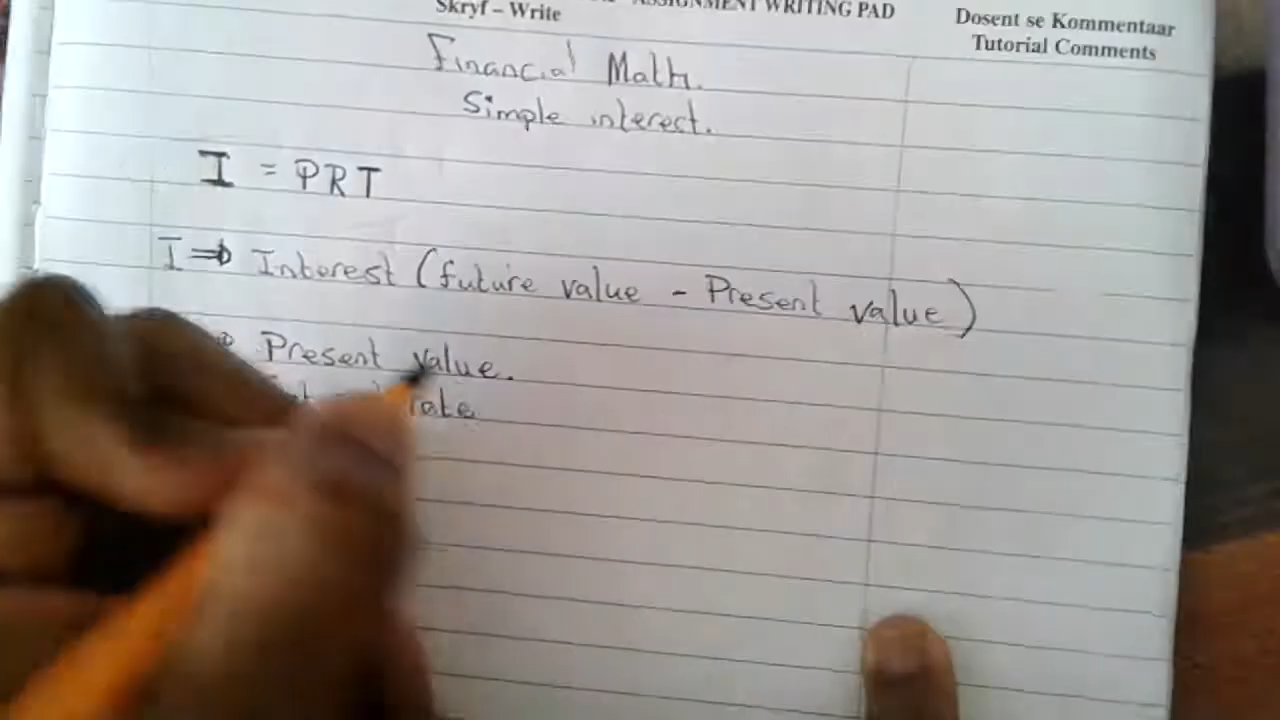 ASSIGNMENT WRITING PAD
Skryf – Write
Dosent se Kommentaar
Tutorial Comments
Financial Math.
Simple interest.
I = PRT
I ⇒ Interest (future value - Present value)
Present value.
rate